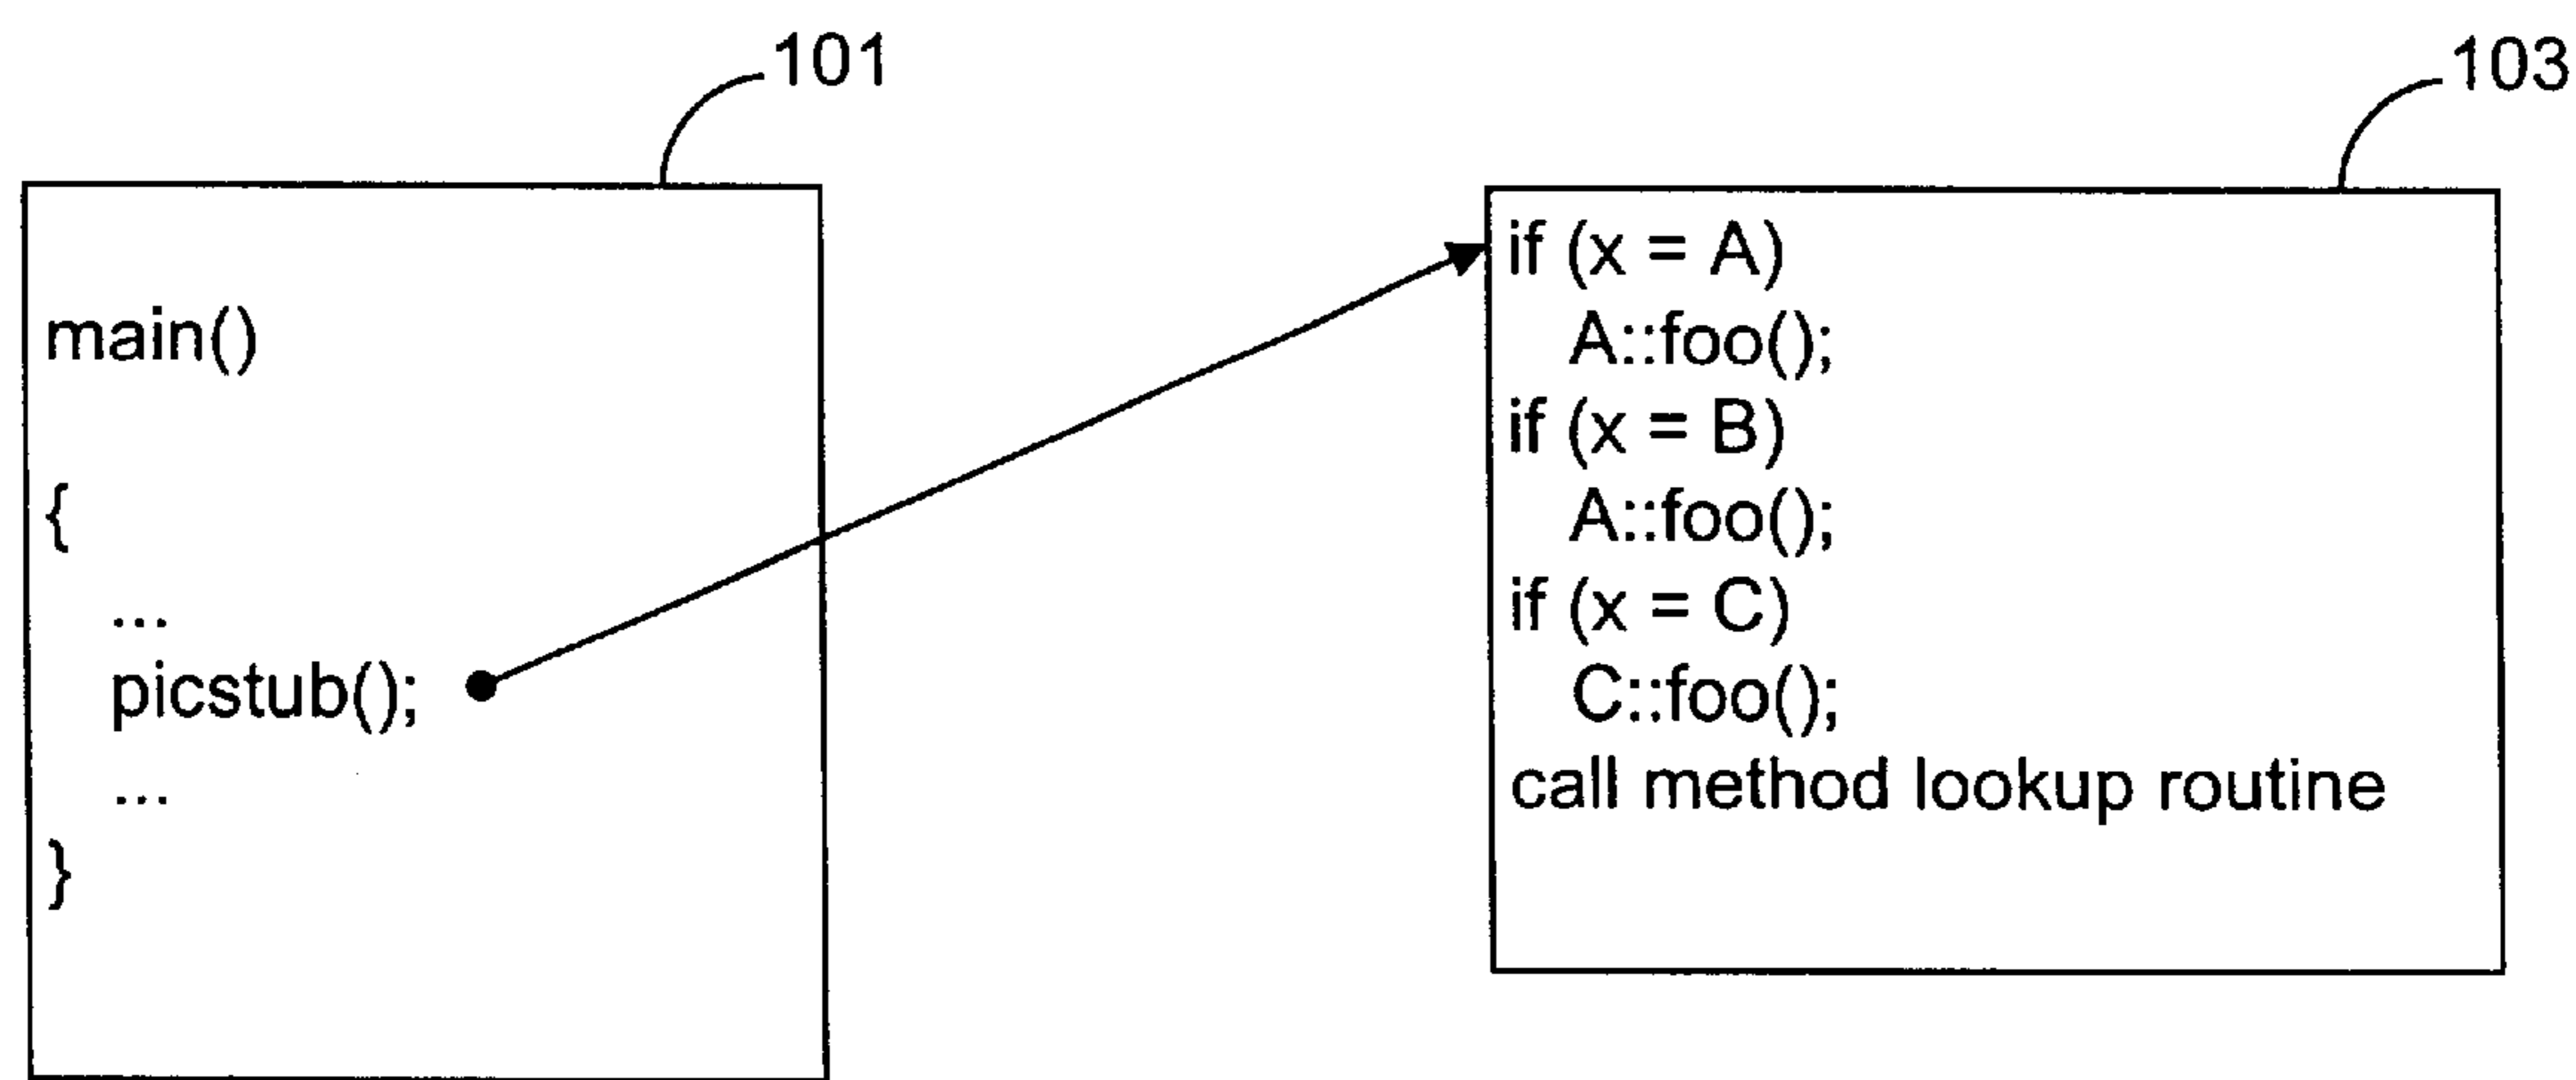 101
main()
{
...
picstub();
...
}
103
if (x = A)
A::foo();
if (x = B)
A::foo();
if (x = C)
C::foo();
call method lookup routine